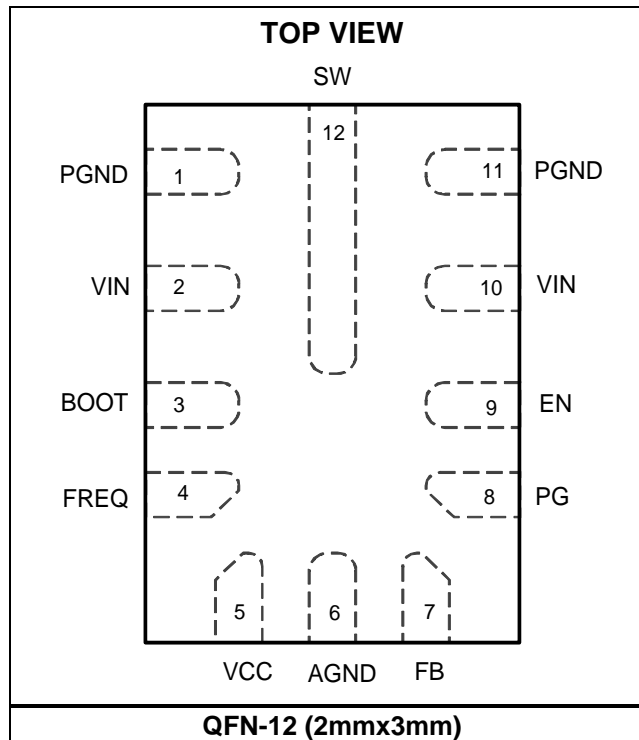 TOP VIEW
SW
12
PGND 1 11 PGND
VIN 2 10 VIN
BOOT 3 9 EN
FREQ 4 8 PG
5 6 7
VCC AGND FB
QFN-12 (2mmx3mm)